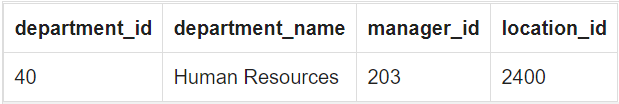 department_id department_name manager_id location_id
40 Human Resources 203 2400